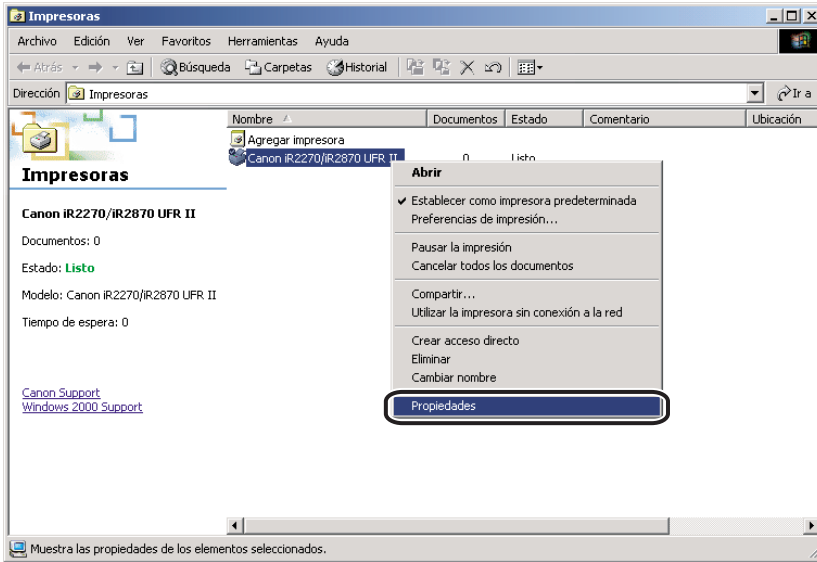 Impresoras
Archivo Edición Ver Favoritos Herramientas Ayuda
Atrás Búsqueda Carpetas Historial
Dirección Impresoras Ir a
Nombre Documentos Estado Comentario Ubicación
Agregar impresora
Canon iR2270/iR2870 UFR II 0 Listo
Impresoras
Canon iR2270/iR2870 UFR II
Documentos: 0
Estado: Listo
Modelo: Canon iR2270/iR2870 UFR II
Tiempo de espera: 0
Canon Support
Windows 2000 Support
Abrir
Establecer como impresora predeterminada
Preferencias de impresión...
Pausar la impresión
Cancelar todos los documentos
Compartir...
Utilizar la impresora sin conexión a la red
Crear acceso directo
Eliminar
Cambiar nombre
Propiedades
Muestra las propiedades de los elementos seleccionados.